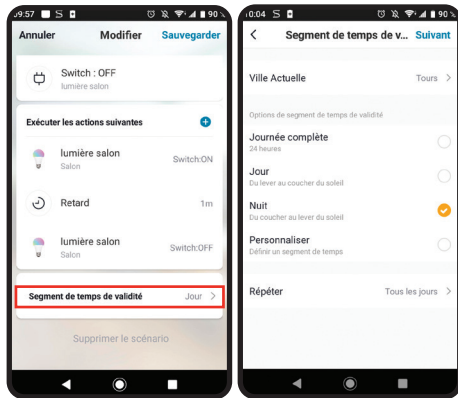 9:57
Annuler Modifier Sauvegarder
Switch : OFF
lumière salon
Exécuter les actions suivantes
lumière salon
Salon
Switch:ON
Retard 1m
lumière salon
Salon
Switch:OFF
Segment de temps de validité Jour >
Supprimer le scénario
10:04
Segment de temps de v... Suivant
Ville Actuelle Tours >
Options de segment de temps de validité
Journée complète
24 heures
Jour
Du lever au coucher du soleil
Nuit
Du coucher au lever du soleil
Personnaliser
Définir un segment de temps
Répéter Tous les jours >